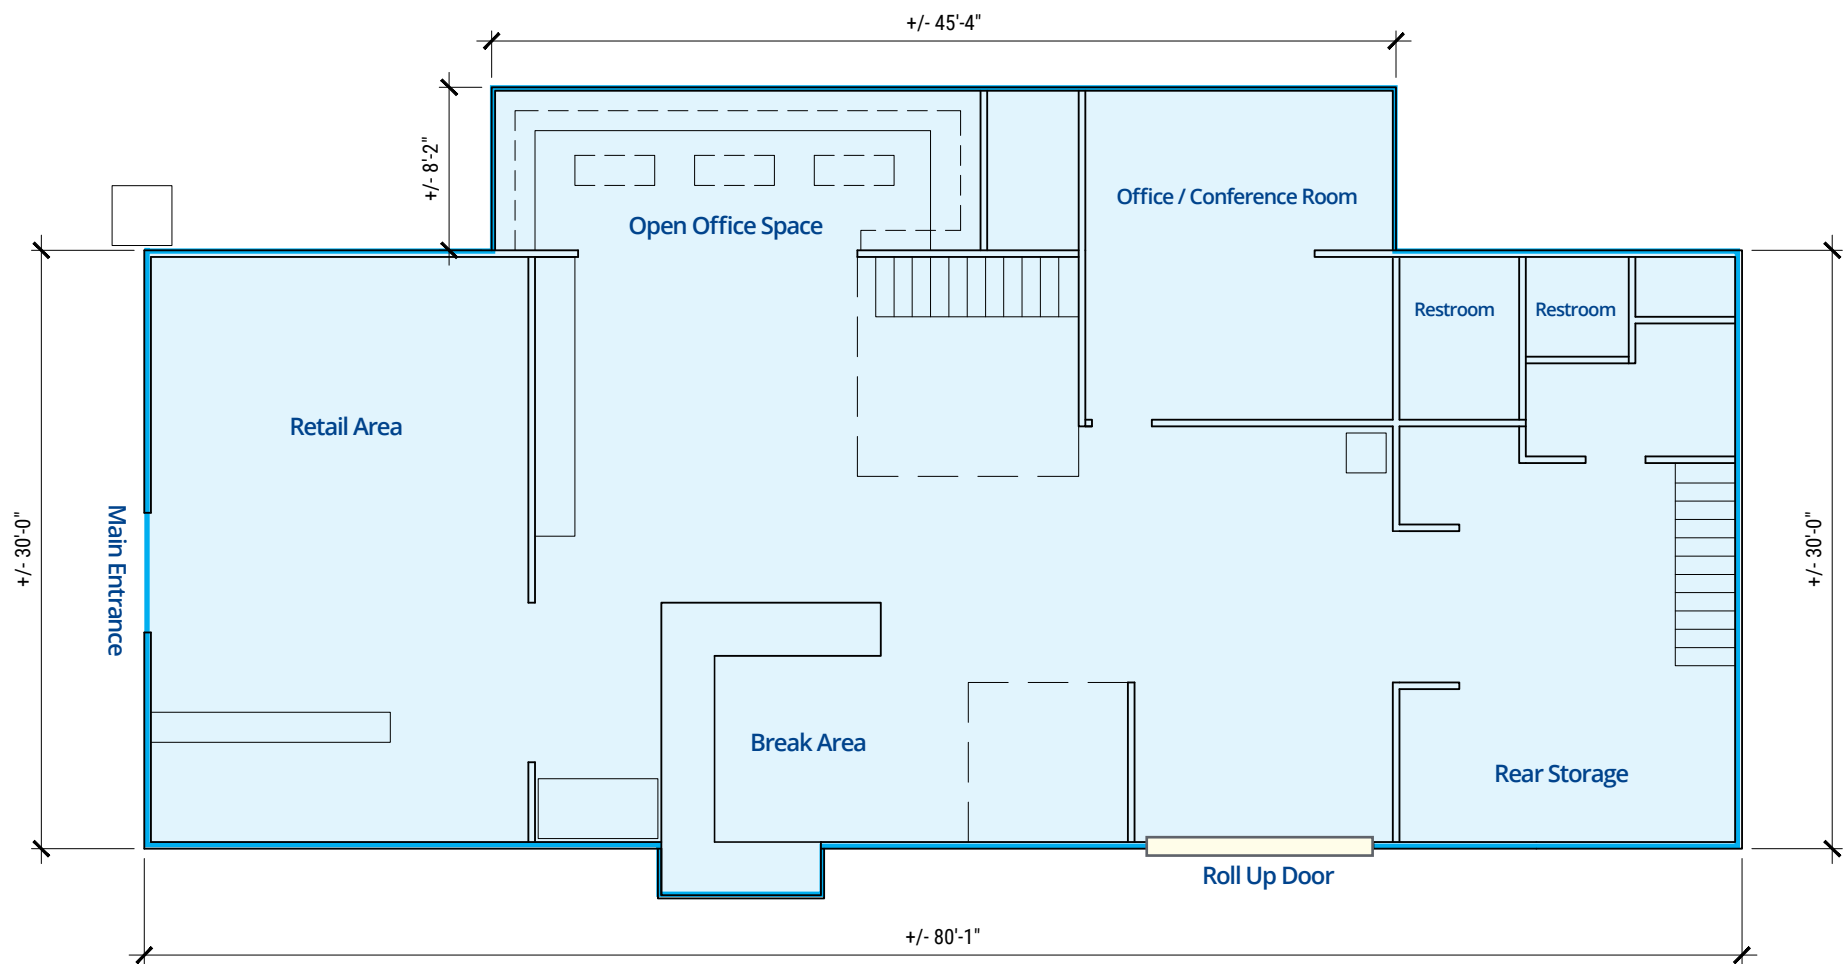 +/- 45'-4"
+/- 8'-2"
Office / Conference Room
Open Office Space
Restroom
Restroom
Retail Area
Main Entrance
+/- 30'-0"
+/- 30'-0"
Break Area
Rear Storage
Roll Up Door
+/- 80'-1"